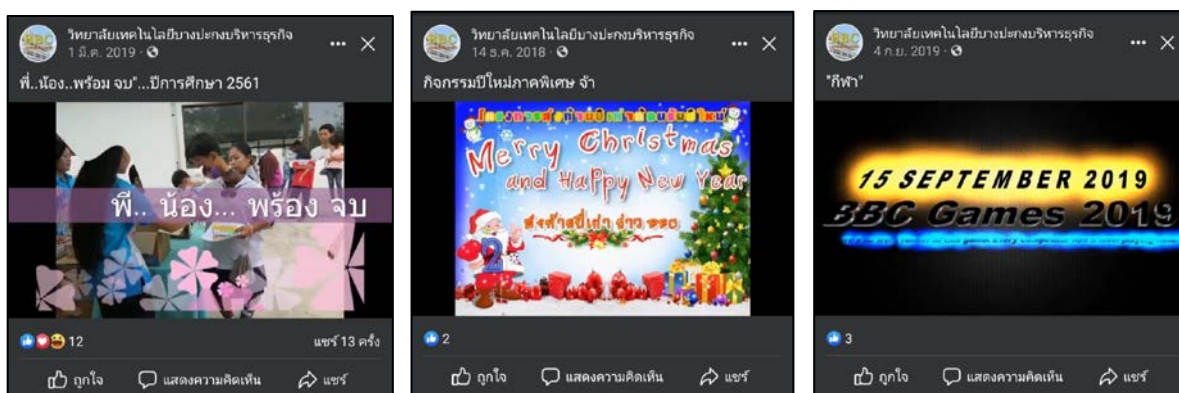 วิทยาลัยเทคโนโลยีบางปะกงบริหารธุรกิจ
1 มี.ค. 2019
พี่..น้อง..พร้อม จบ"...ปีการศึกษา 2561
พี่.. น้อง... พร้อง จบ
12
แชร์ 13 ครั้ง
ถูกใจ
แสดงความคิดเห็น
แชร์
วิทยาลัยเทคโนโลยีบางปะกงบริหารธุรกิจ
14 ธ.ค. 2018
กิจกรรมปีใหม่ภาคพิเศษ จ้า
Merry Christmas
and Happy New Year
2
ถูกใจ
แสดงความคิดเห็น
แชร์
วิทยาลัยเทคโนโลยีบางปะกงบริหารธุรกิจ
4 ก.ย. 2019
"กีฬา"
15 SEPTEMBER 2019
BBC Games 2019
3
ถูกใจ
แสดงความคิดเห็น
แชร์